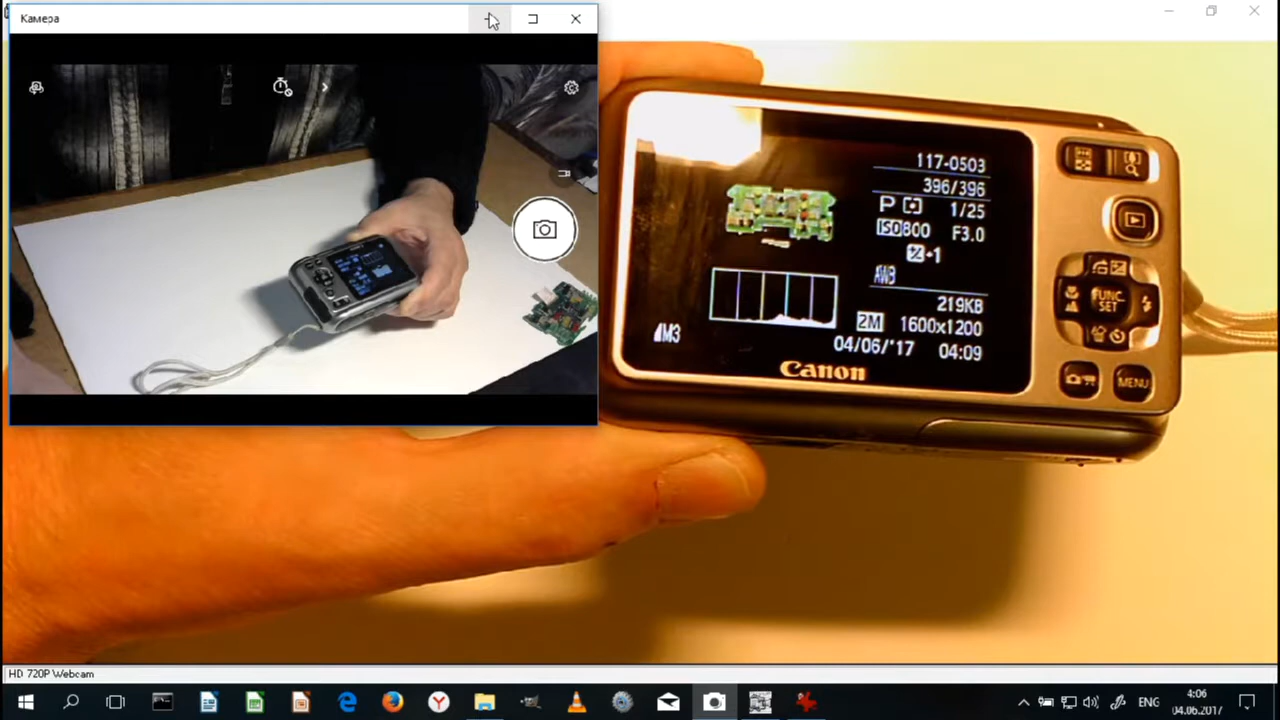 Камера
117-0503
396/396
P 1/25
ISO800 F3.0
+1
AWB
219KB
2M 1600x1200
M3
04/06/'17 04:09
Canon
FUNC.
SET
MENU
HD 720P Webcam
ENG
4:06
04.06.2017